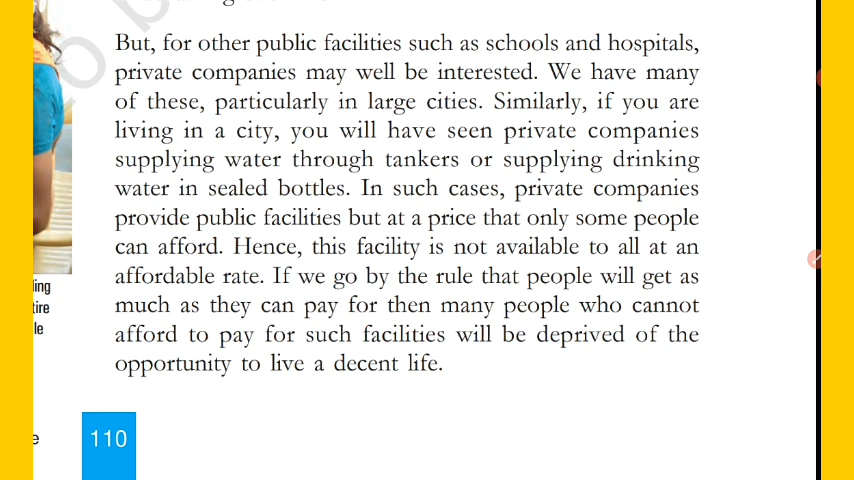 But, for other public facilities such as schools and hospitals,
private companies may well be interested. We have many
of these, particularly in large cities. Similarly, if you are
living in a city, you will have seen private companies
supplying water through tankers or supplying drinking
water in sealed bottles. In such cases, private companies
provide public facilities but at a price that only some people
can afford. Hence, this facility is not available to all at an
affordable rate. If we go by the rule that people will get as
much as they can pay for then many people who cannot
afford to pay for such facilities will be deprived of the
opportunity to live a decent life.
ling
tire
le
e
110